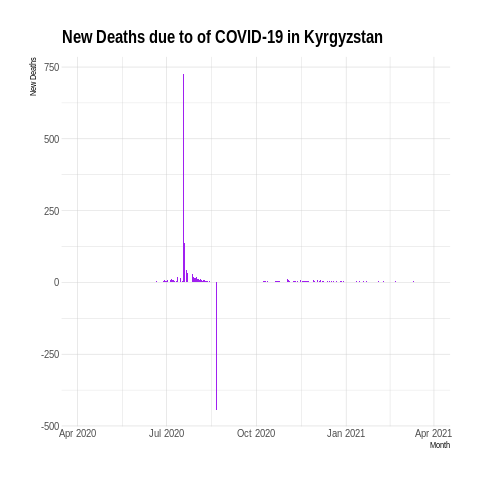 New Deaths due to of COVID-19 in Kyrgyzstan
New Deaths
750
500
250
0
-250
-500
Apr 2020 Jul 2020 Oct 2020 Jan 2021 Apr 2021
Month